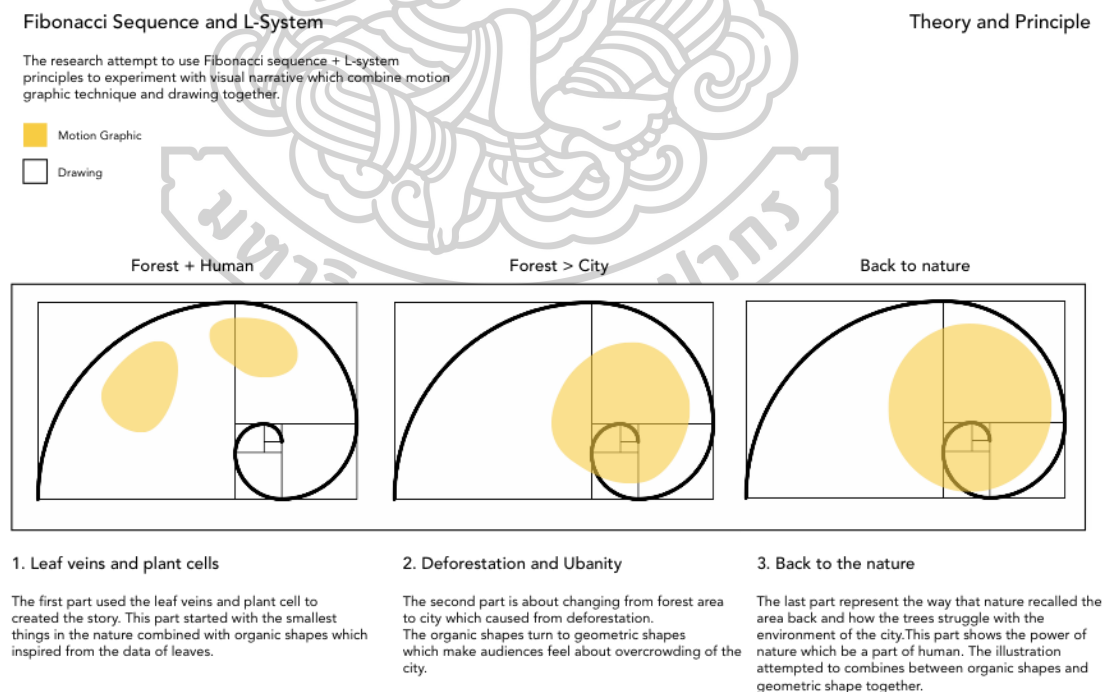 Fibonacci Sequence and L-System
Theory and Principle
The research attempt to use Fibonacci sequence + L-system
principles to experiment with visual narrative which combine motion
graphic technique and drawing together.
Motion Graphic
Drawing
Forest + Human
Forest > City
Back to nature
1. Leaf veins and plant cells
The first part used the leaf veins and plant cell to
created the story. This part started with the smallest
things in the nature combined with organic shapes which
inspired from the data of leaves.
2. Deforestation and Ubanity
The second part is about changing from forest area
to city which caused from deforestation.
The organic shapes turn to geometric shapes
which make audiences feel about overcrowding of the
city.
3. Back to the nature
The last part represent the way that nature recalled the
area back and how the trees struggle with the
environment of the city.This part shows the power of
nature which be a part of human. The illustration
attempted to combines between organic shapes and
geometric shape together.